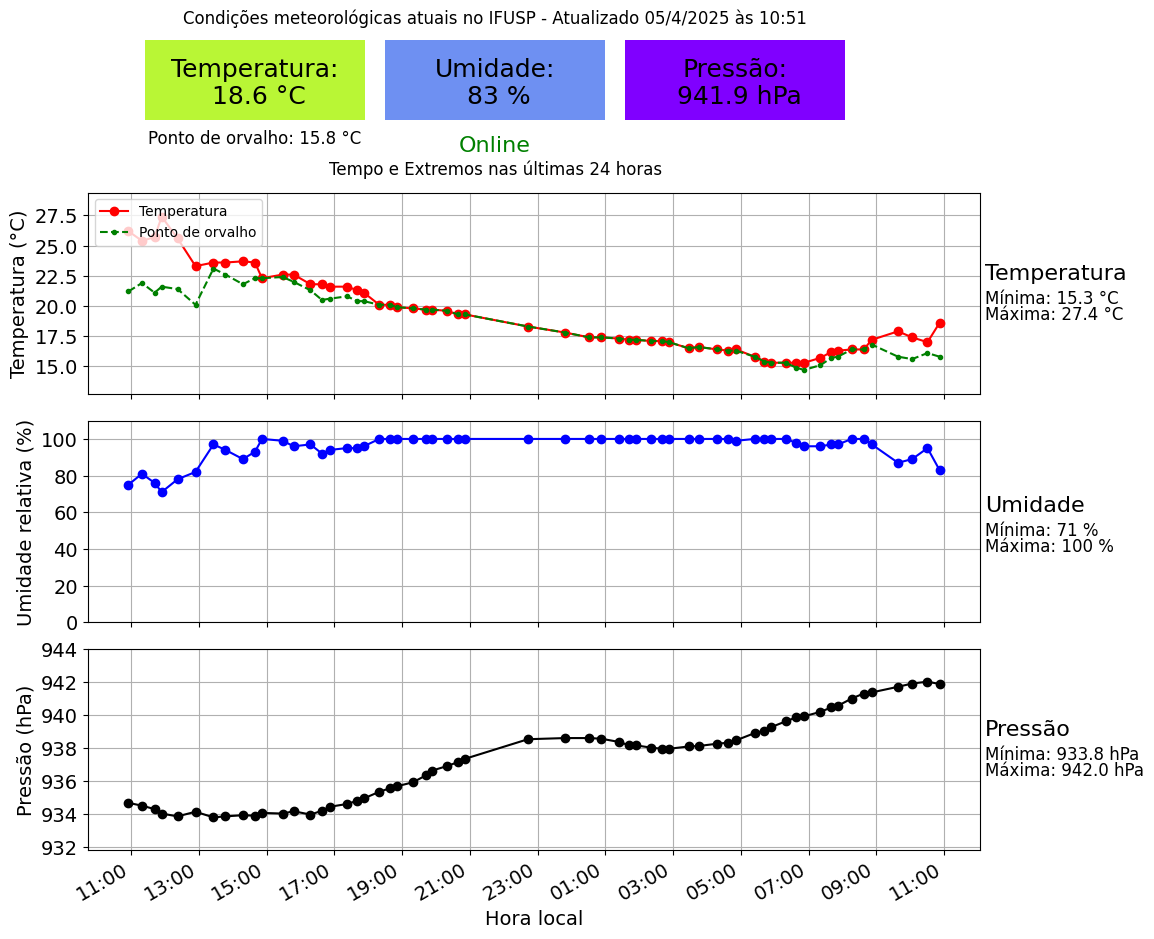 Condições meteorológicas atuais no IFUSP - Atualizado 05/4/2025 às 10:51
Temperatura:
18.6 °C
Umidade:
83 %
Pressão:
941.9 hPa
Ponto de orvalho: 15.8 °C
Online
Tempo e Extremos nas últimas 24 horas
Temperatura (°C)
27.5
25.0
22.5
20.0
17.5
15.0
Temperatura
Ponto de orvalho
Temperatura
Mínima: 15.3 °C
Máxima: 27.4 °C
Umidade relativa (%)
100
80
60
40
20
0
Umidade
Mínima: 71 %
Máxima: 100 %
Pressão (hPa)
944
942
940
938
936
934
932
Pressão
Mínima: 933.8 hPa
Máxima: 942.0 hPa
11:00 13:00 15:00 17:00 19:00 21:00 23:00 01:00 03:00 05:00 07:00 09:00 11:00
Hora local